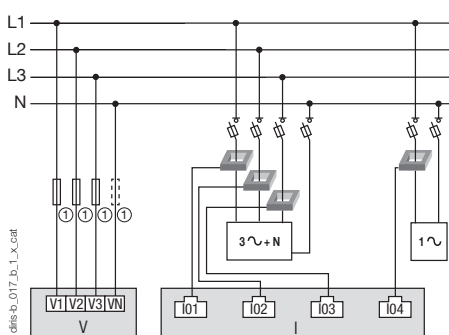 L1
L2
L3
N
1 1 1 1
3∿+N
1∿
V1 V2 V3 VN
I01 I02 I03 I04
V
I
diris-b_017_b_1_x_cat